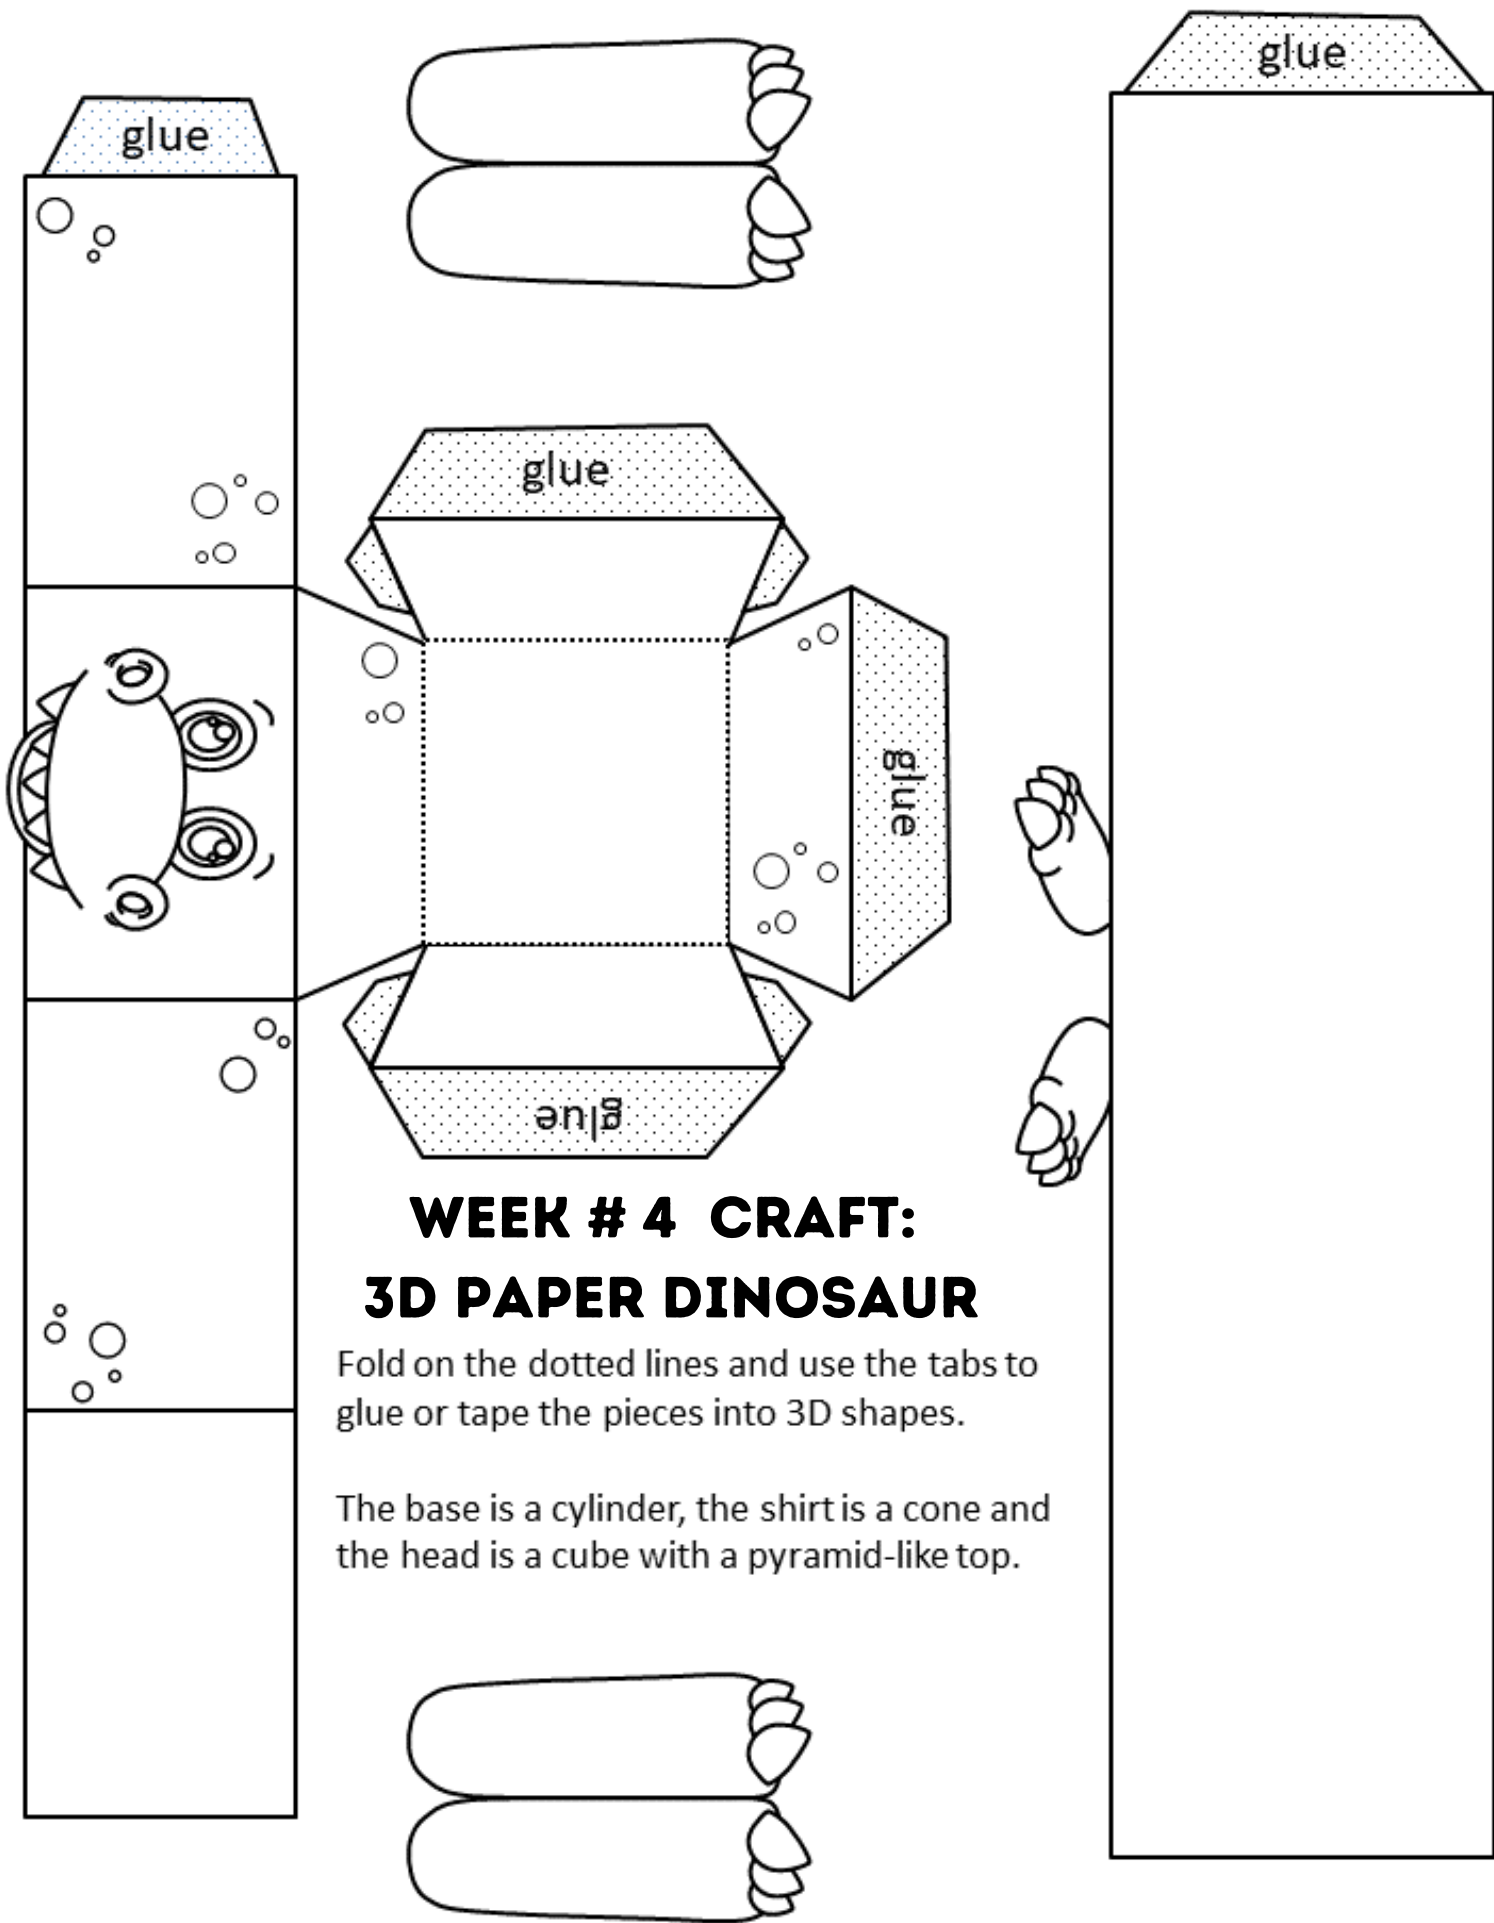 glue
glue
glue
glue
glue
WEEK # 4 CRAFT:
3D PAPER DINOSAUR
Fold on the dotted lines and use the tabs to
glue or tape the pieces into 3D shapes.
The base is a cylinder, the shirt is a cone and
the head is a cube with a pyramid-like top.